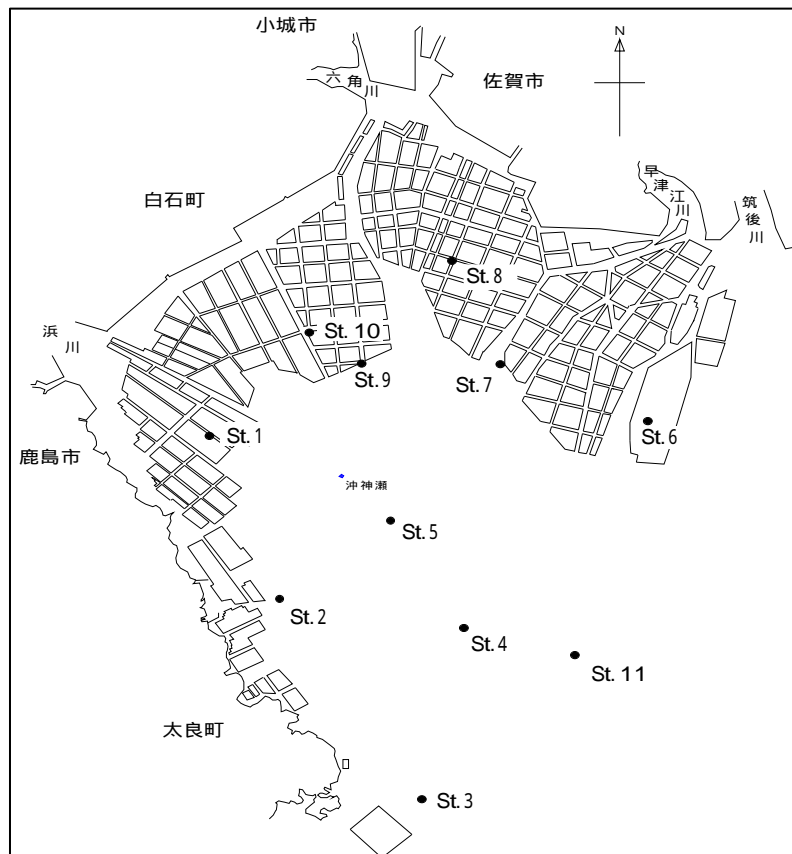 小城市
N
六角川
佐賀市
早津江川
筑後川
白石町
St.8
浜川
St.10
St.9
St.7
St.6
St.1
鹿島市
沖神瀬
St.5
St.2
St.4
St.11
太良町
St.3